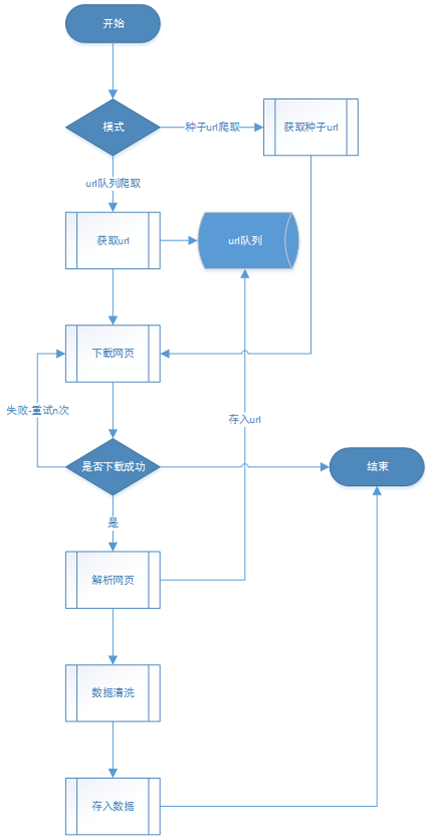 开始
模式
种子url爬取
获取种子url
url队列爬取
获取url
url队列
下载网页
失败-重试n次
存入url
是否下载成功
结束
是
解析网页
数据清洗
存入数据